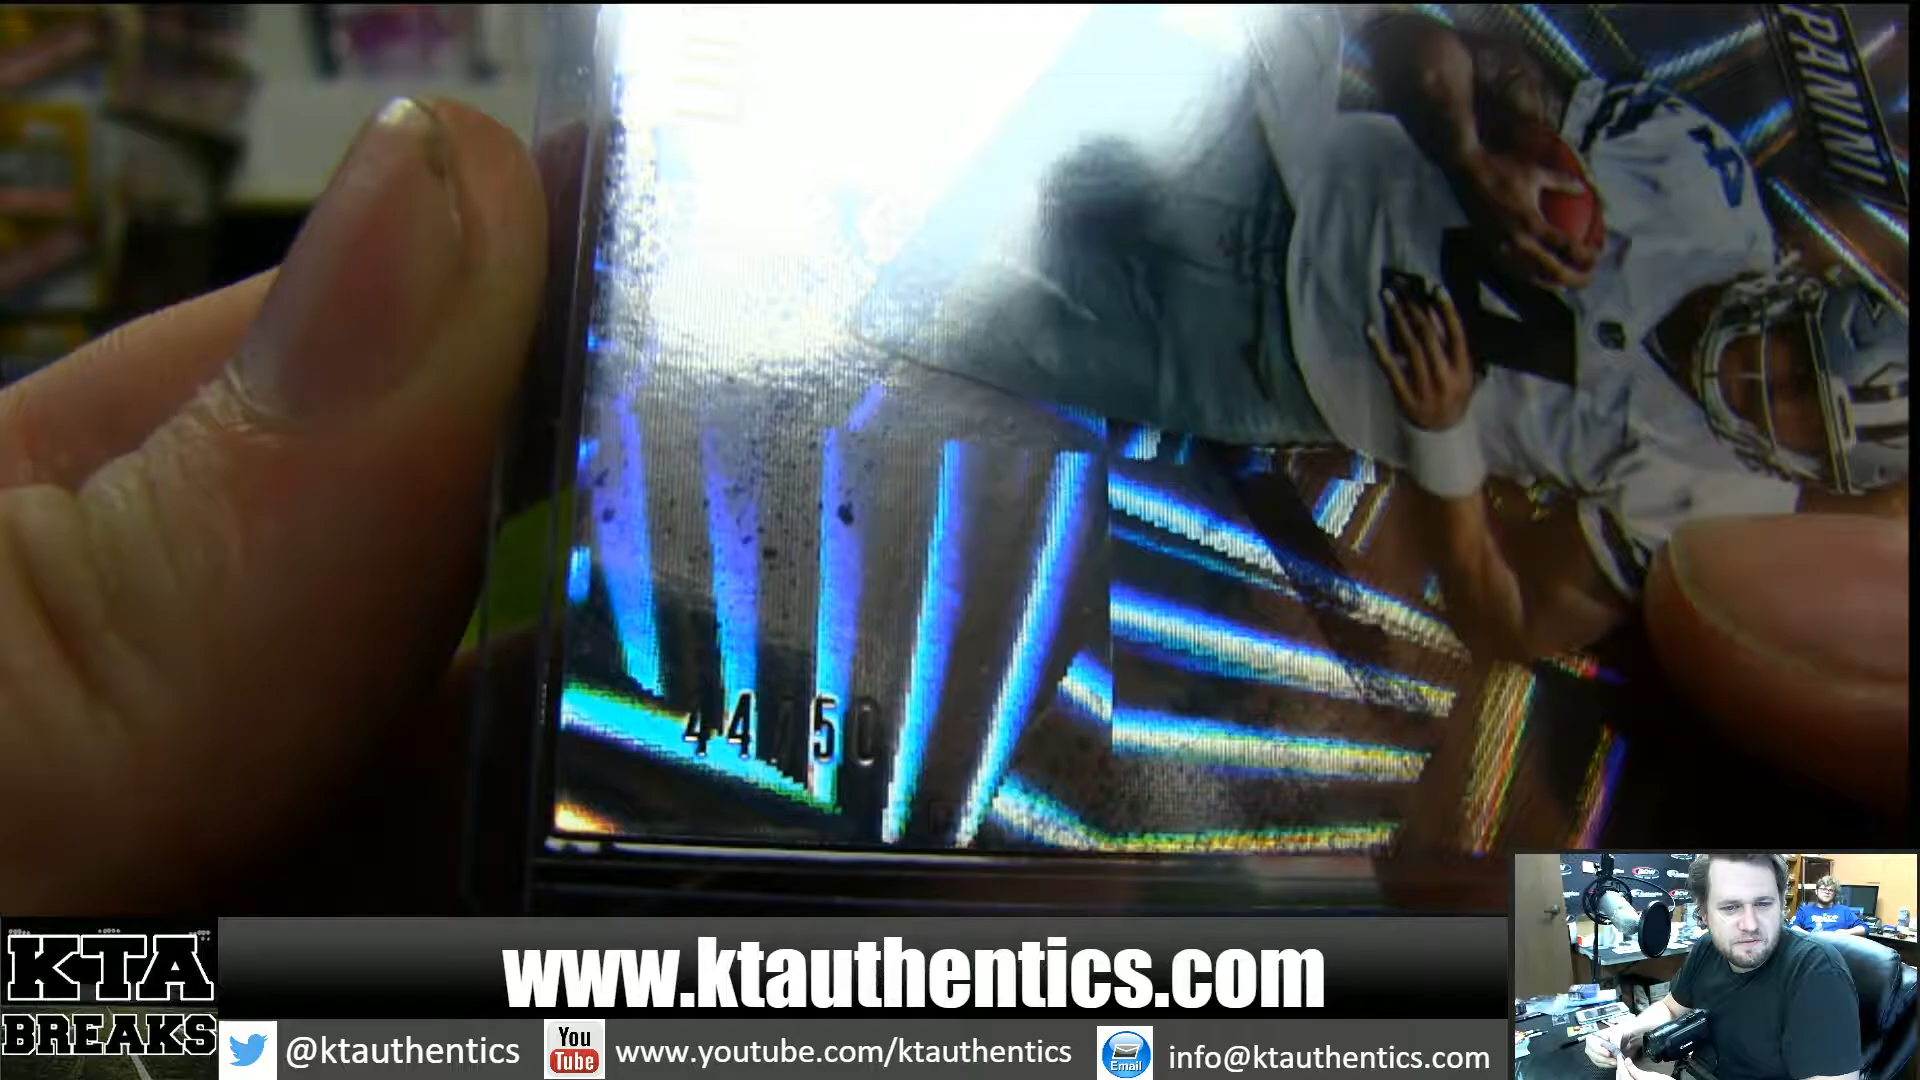 PANINI
44/50
KTA
BREAKS
www.ktauthentics.com
@ktauthentics
You
Tube
www.youtube.com/ktauthentics
Email
info@ktauthentics.com